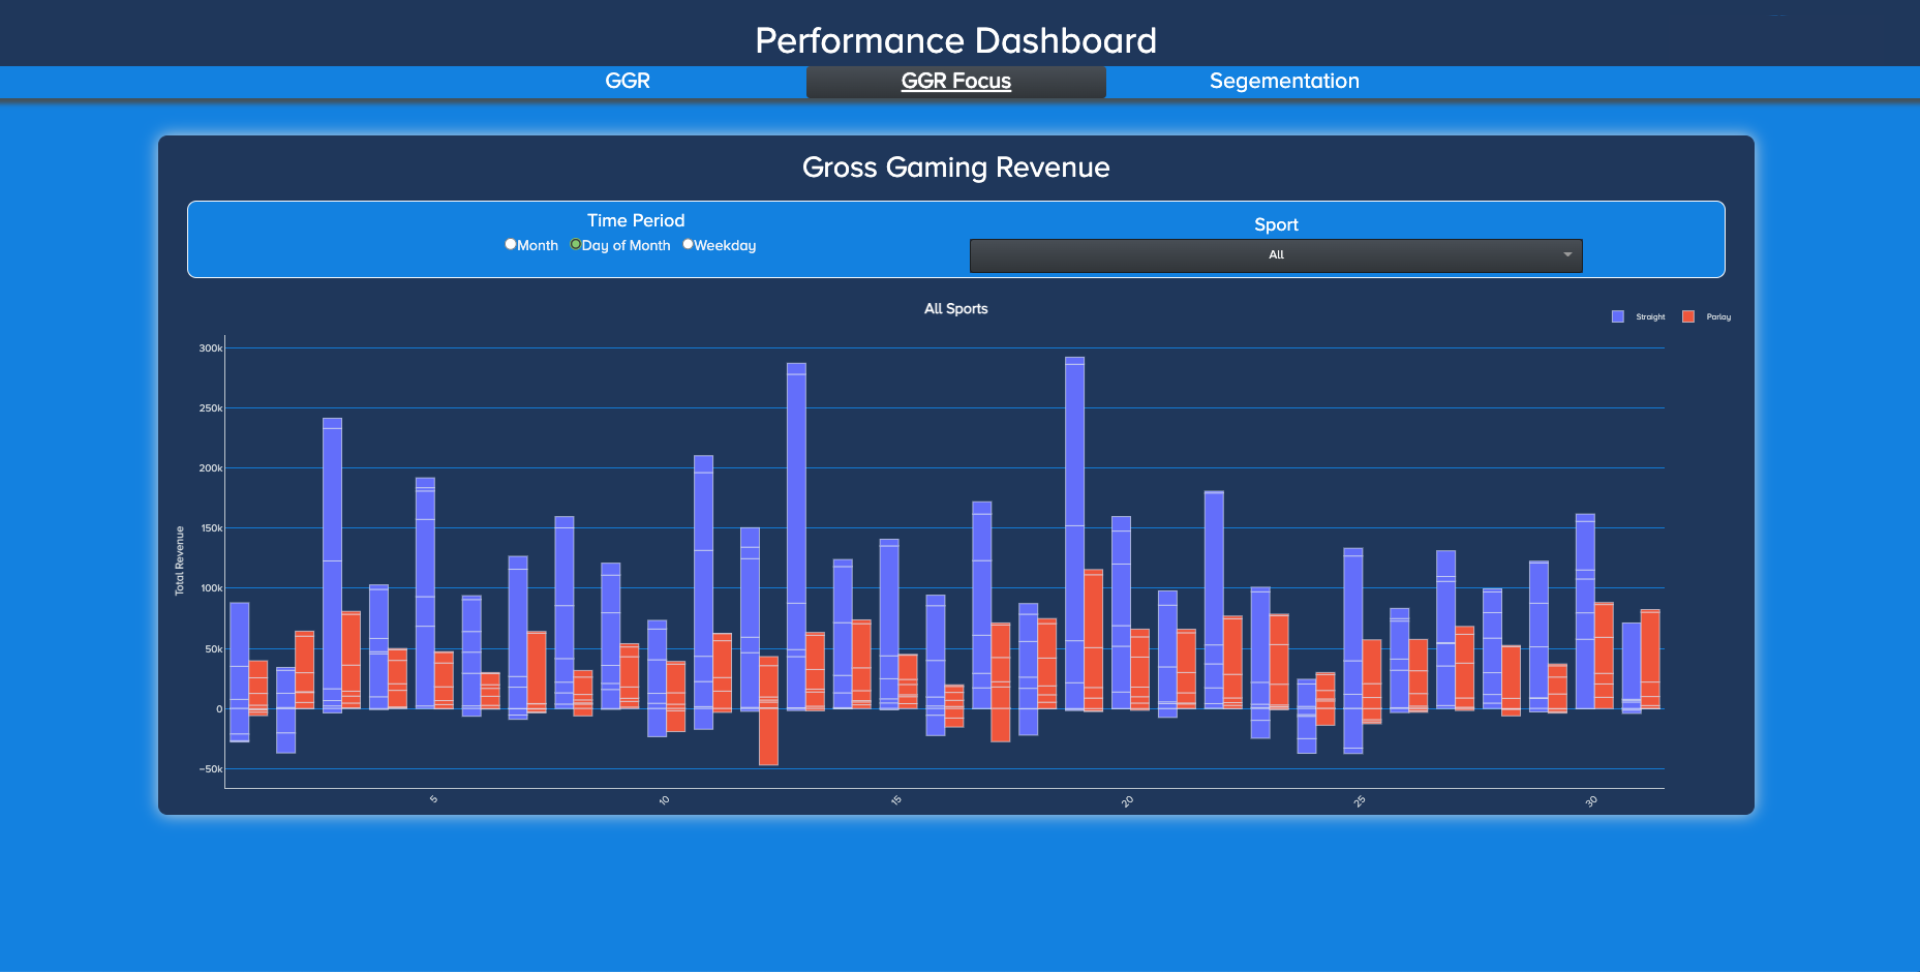 Performance Dashboard
GGR
GGR Focus
Segementation
Gross Gaming Revenue
Time Period
Month Day of Month Weekday
Sport
All
All Sports
Straight Parlay
300k
250k
200k
150k
100k
50k
0
−50k
Total Revenue
5 10 15 20 25 30